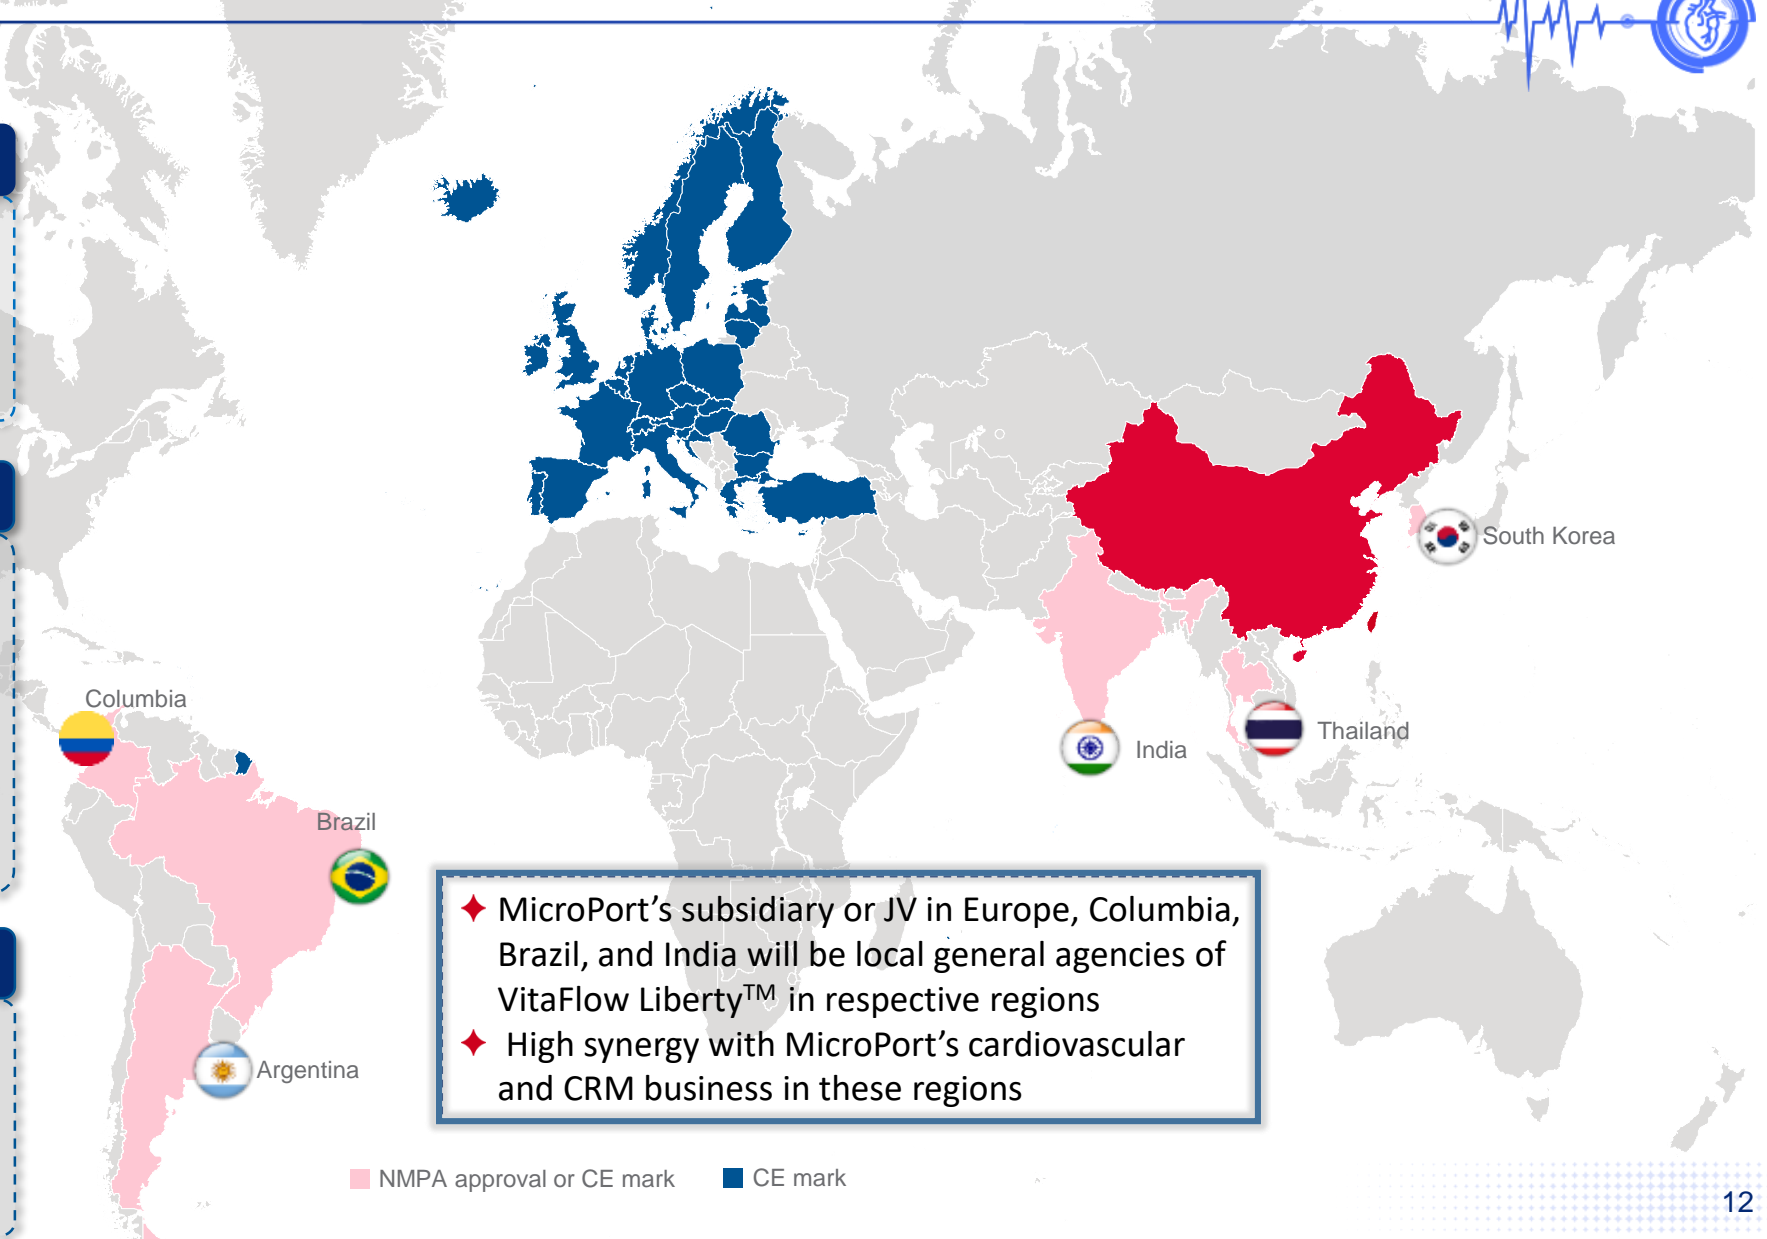 South Korea
Columbia
Thailand
India
Brazil
MicroPort’s subsidiary or JV in Europe, Columbia,
Brazil, and India will be local general agencies of
VitaFlow Liberty™ in respective regions
High synergy with MicroPort’s cardiovascular
and CRM business in these regions
Argentina
NMPA approval or CE mark
CE mark
12